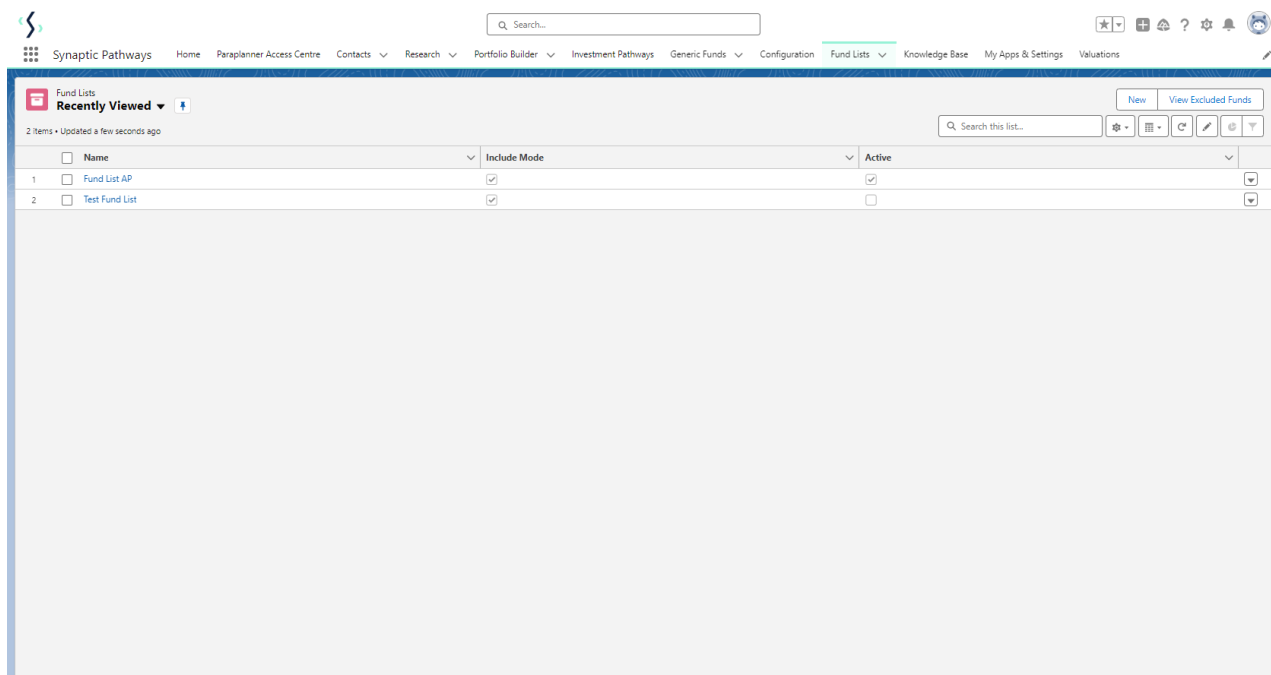 Search...
Synaptic Pathways Home Paraplanner Access Centre Contacts Research Portfolio Builder Investment Pathways Generic Funds Configuration Fund Lists Knowledge Base My Apps & Settings Valuations
Fund Lists
Recently Viewed
New View Excluded Funds
2 Items • Updated a few seconds ago
Search this list...
Name Include Mode Active
1 Fund List AP
2 Test Fund List